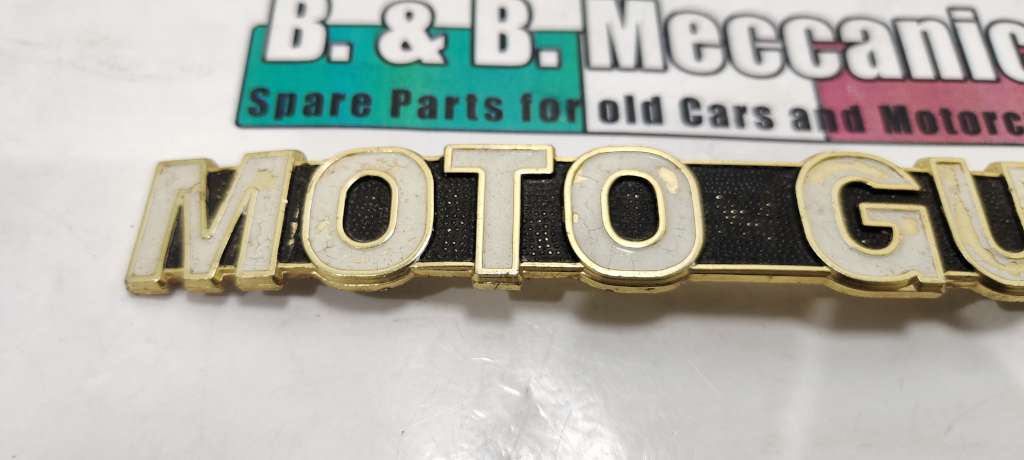 B. & B. Meccanic
Spare Parts for old Cars and Motorc
MOTO GU